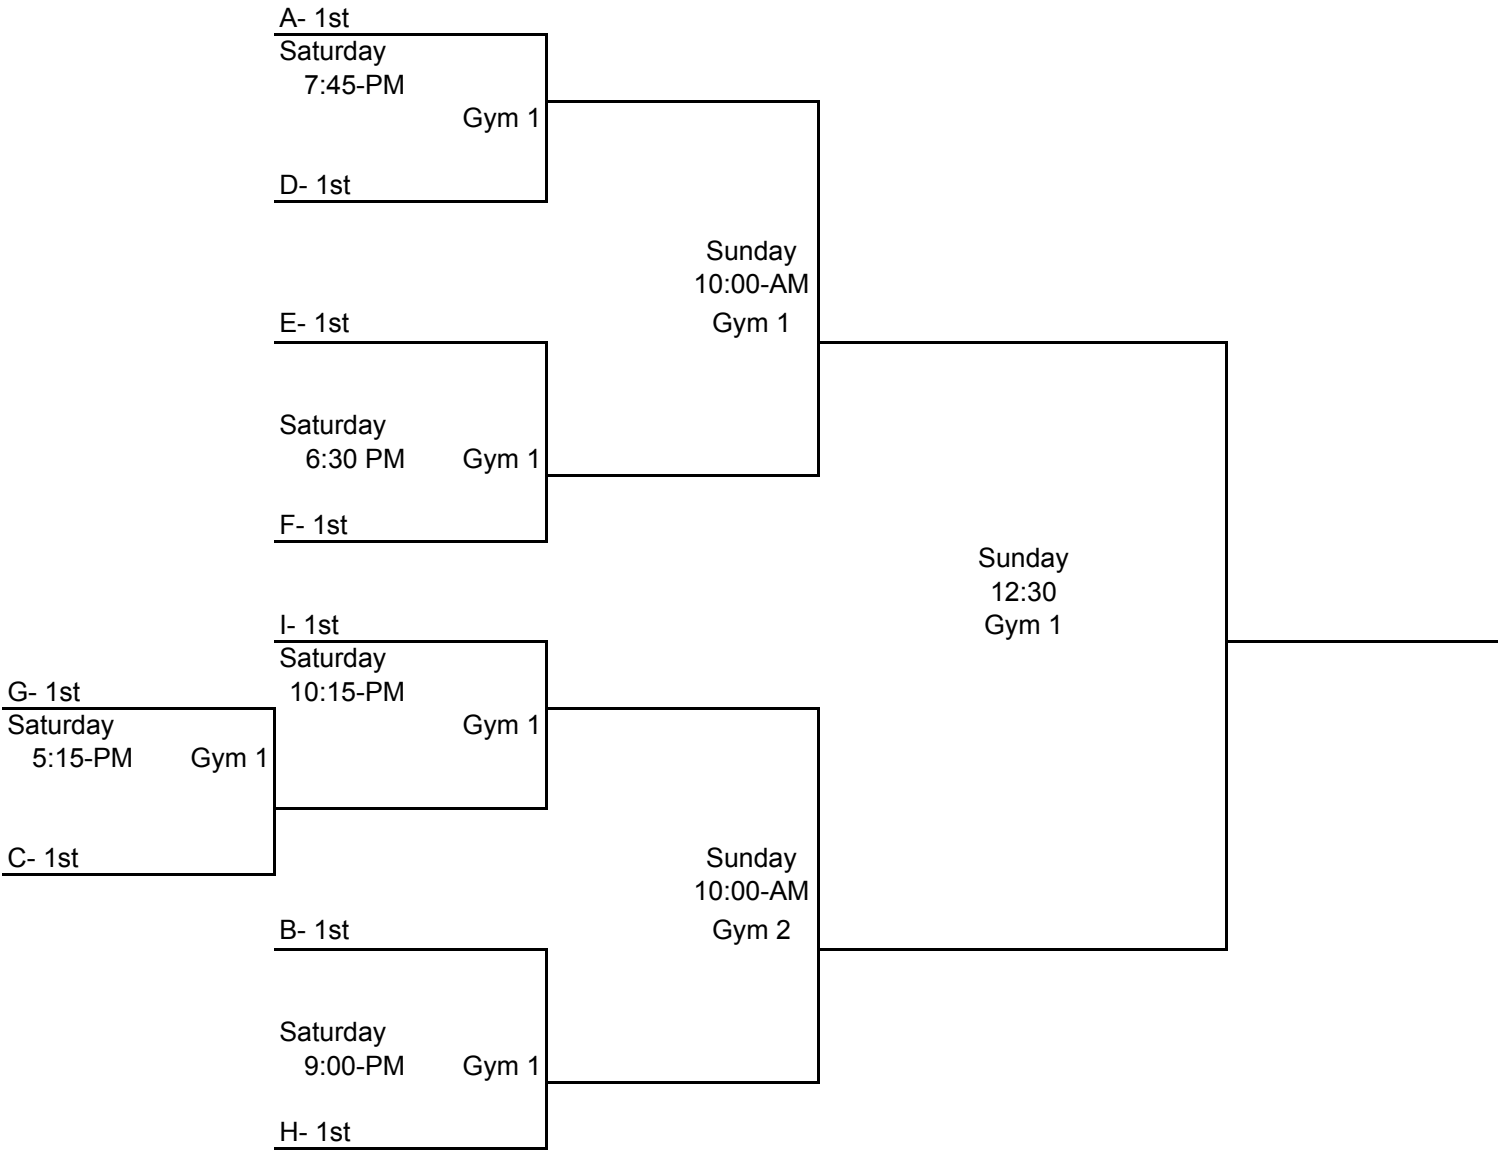 A- 1st
Saturday
7:45-PM
Gym 1
D- 1st
Sunday
10:00-AM
Gym 1
E- 1st
Saturday
6:30 PM Gym 1
F- 1st
Sunday
12:30
Gym 1
I- 1st
Saturday
10:15-PM
Gym 1
G- 1st
Saturday
5:15-PM Gym 1
C- 1st
Sunday
10:00-AM
Gym 2
B- 1st
Saturday
9:00-PM Gym 1
H- 1st